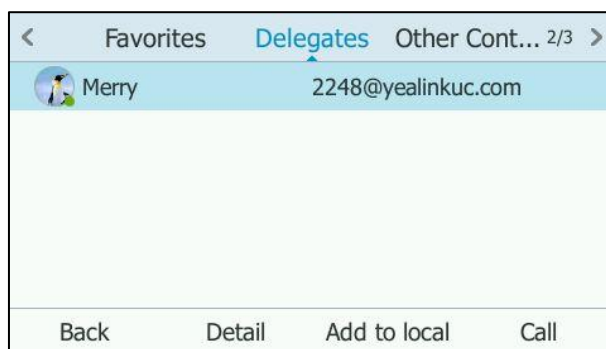 < Favorites Delegates Other Cont... 2/3 >
Merry 2248@yealinkuc.com
Back Detail Add to local Call